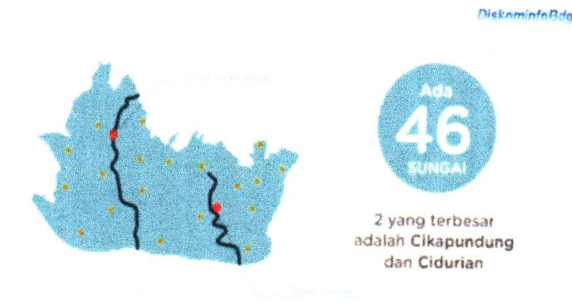 DiskominfoBdg
Ada
46
SUNGAI
2 yang terbesar
adalah Cikapundung
dan Cidurian